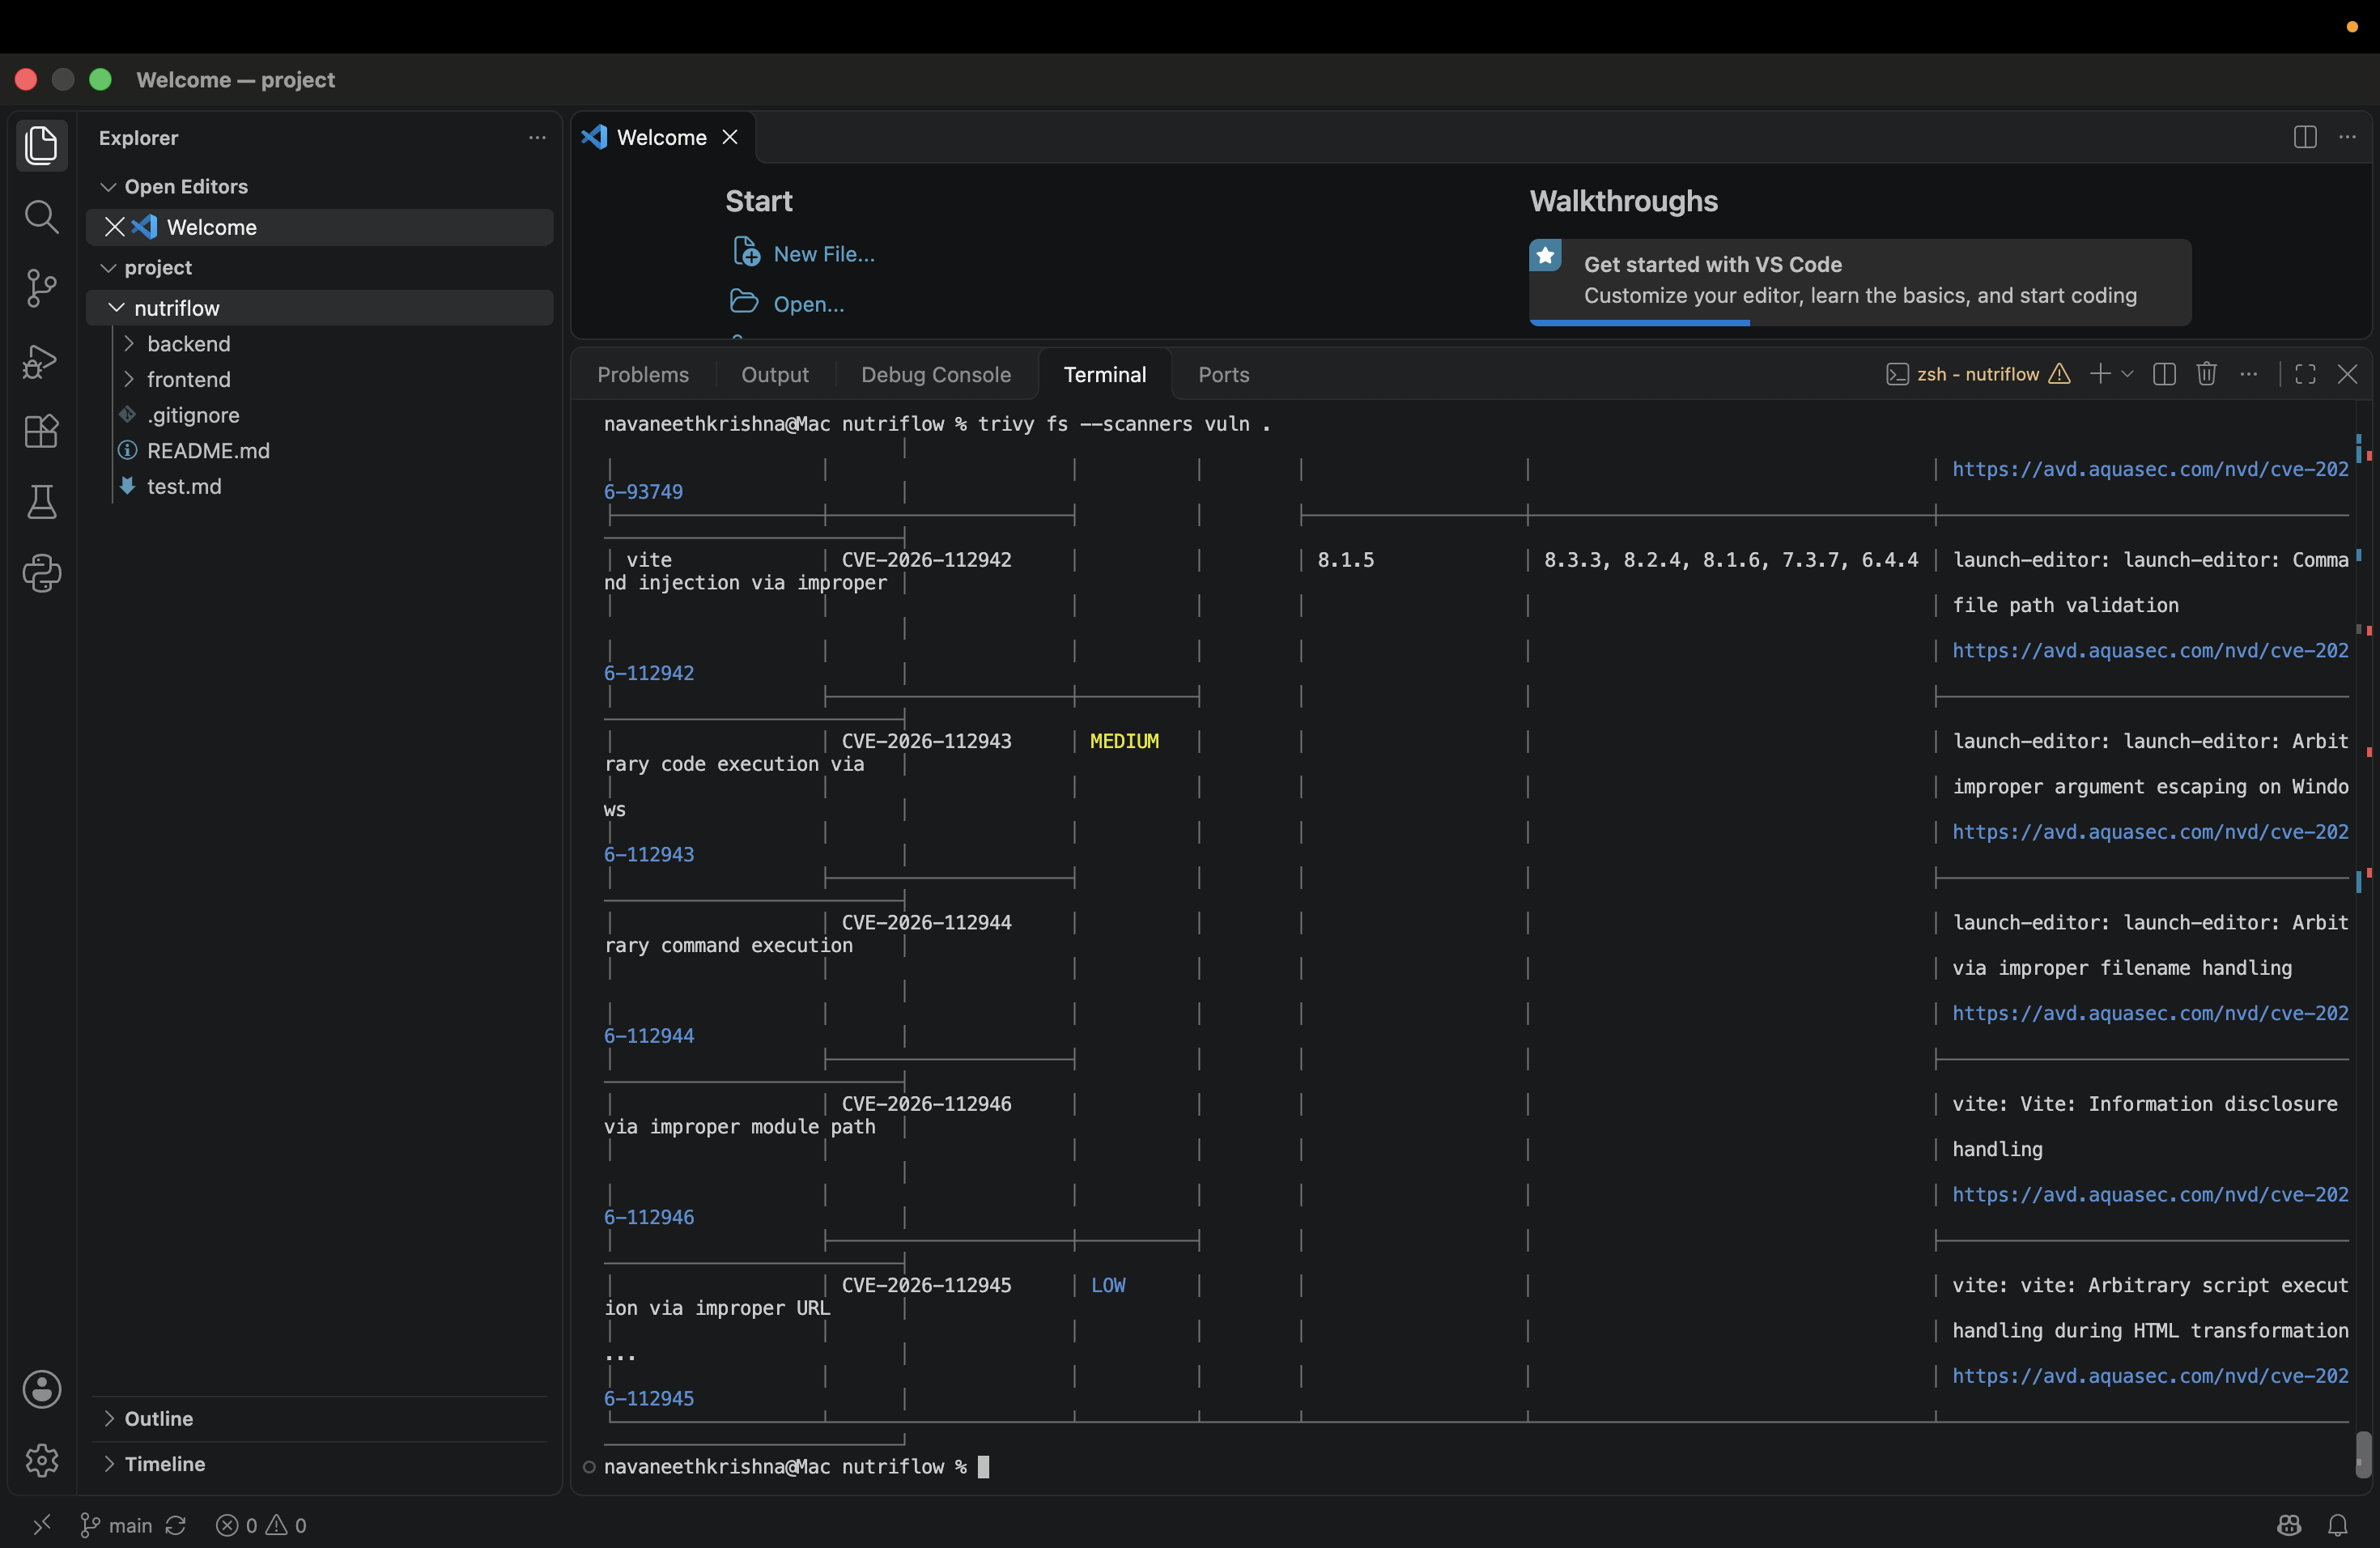 Welcome — project
Explorer
Open Editors
Welcome
project
nutriflow
backend
frontend
.gitignore
README.md
test.md
Outline
Timeline
Welcome
Start
New File...
Open...
Walkthroughs
Get started with VS Code
Customize your editor, learn the basics, and start coding
Problems Output Debug Console Terminal Ports
zsh - nutriflow
navaneethkrishna@Mac nutriflow % trivy fs --scanners vuln .
https://avd.aquasec.com/nvd/cve-202
6-93749
vite CVE-2026-112942 8.1.5 8.3.3, 8.2.4, 8.1.6, 7.3.7, 6.4.4 launch-editor: launch-editor: Comma
nd injection via improper
file path validation
https://avd.aquasec.com/nvd/cve-202
6-112942
CVE-2026-112943 MEDIUM launch-editor: launch-editor: Arbit
rary code execution via
improper argument escaping on Windo
ws
https://avd.aquasec.com/nvd/cve-202
6-112943
CVE-2026-112944 launch-editor: launch-editor: Arbit
rary command execution
via improper filename handling
https://avd.aquasec.com/nvd/cve-202
6-112944
CVE-2026-112946 vite: Vite: Information disclosure
via improper module path
handling
https://avd.aquasec.com/nvd/cve-202
6-112946
CVE-2026-112945 LOW vite: vite: Arbitrary script execut
ion via improper URL
handling during HTML transformation
...
https://avd.aquasec.com/nvd/cve-202
6-112945
navaneethkrishna@Mac nutriflow %
main 0 0